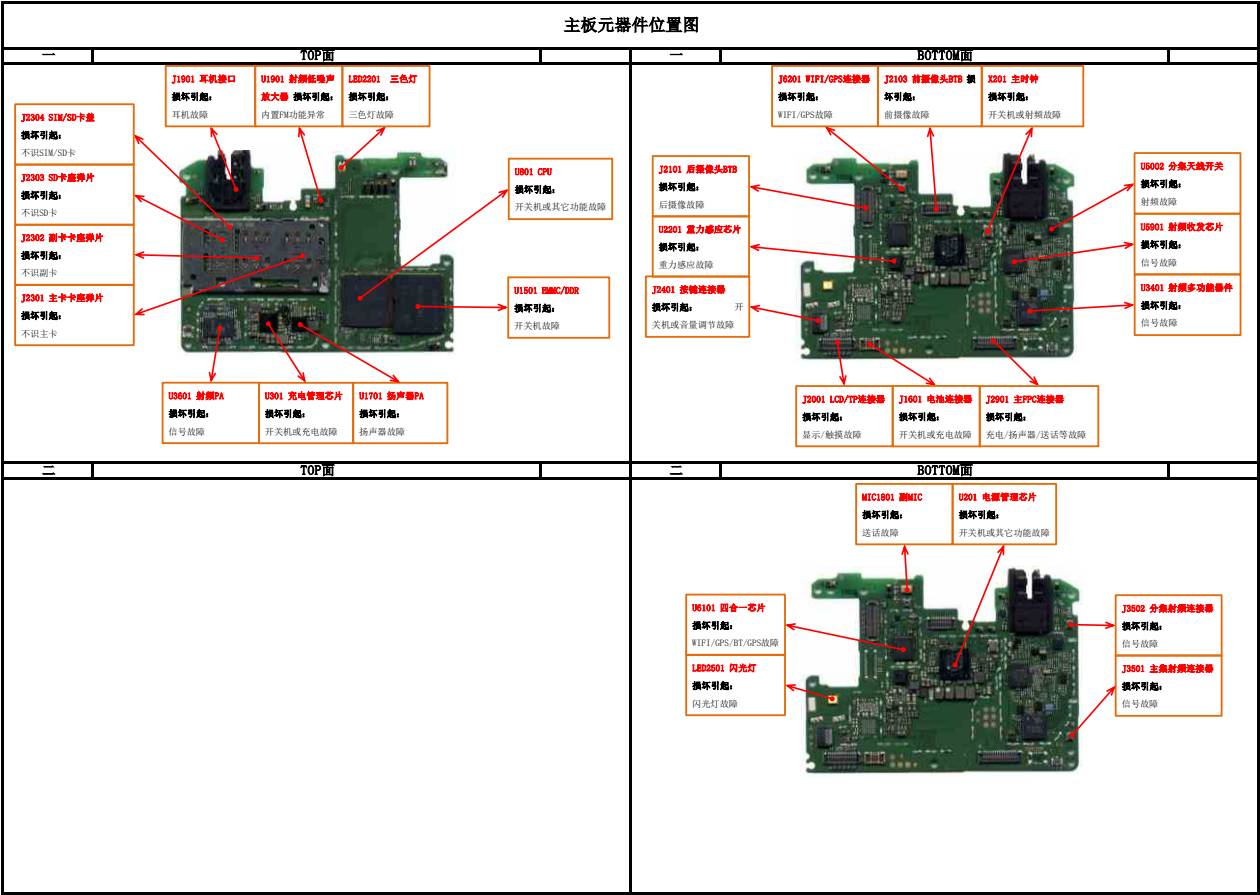 主板元器件位置图
一
TOP面
一
BOTTOM面
J1901 耳机接口
损坏引起:
耳机故障
U1901 射频低噪声
放大器 损坏引起:
内置FM功能异常
LED2201 三色灯
损坏引起:
三色灯故障
J2304 SIM/SD卡盖
损坏引起:
不识SIM/SD卡
J2303 SD卡座弹片
损坏引起:
不识SD卡
J2302 副卡卡座弹片
损坏引起:
不识副卡
J2301 主卡卡座弹片
损坏引起:
不识主卡
U801 CPU
损坏引起:
开关机或其它功能故障
U1501 EMMC/DDR
损坏引起:
开关机故障
U3601 射频PA
损坏引起:
信号故障
U301 充电管理芯片
损坏引起:
开关机或充电故障
U1701 扬声器PA
损坏引起:
扬声器故障
J6201 WIFI/GPS连接器
损坏引起:
WIFI/GPS故障
J2103 前摄像头BTB 损
坏引起:
前摄像故障
X201 主时钟
损坏引起:
开关机或射频故障
J2101 后摄像头BTB
损坏引起:
后摄像故障
U2201 重力感应芯片
损坏引起:
重力感应故障
J2401 按键连接器
损坏引起: 开
关机或音量调节故障
U5002 分集天线开关
损坏引起:
射频故障
U5901 射频收发芯片
损坏引起:
信号故障
U3401 射频多功能器件
损坏引起:
信号故障
J2001 LCD/TP连接器
损坏引起:
显示/触摸故障
J1601 电池连接器
损坏引起:
开关机或充电故障
J2901 主FPC连接器
损坏引起:
充电/扬声器/送话等故障
二
TOP面
二
BOTTOM面
MIC1801 副MIC
损坏引起:
送话故障
U201 电源管理芯片
损坏引起:
开关机或其它功能故障
U6101 四合一芯片
损坏引起:
WIFI/GPS/BT/GPS故障
LED2501 闪光灯
损坏引起:
闪光灯故障
J3502 分集射频连接器
损坏引起:
信号故障
J3501 主集射频连接器
损坏引起:
信号故障